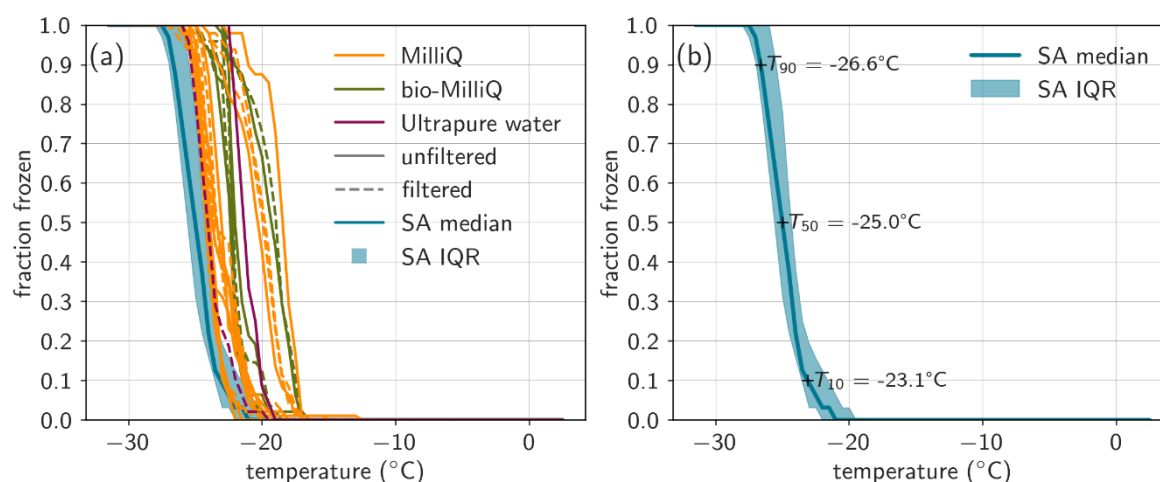 (a)
fraction frozen
1.0
0.9
0.8
0.7
0.6
0.5
0.4
0.3
0.2
0.1
0.0
MilliQ
bio-MilliQ
Ultrapure water
unfiltered
filtered
SA median
SA IQR
−30
−20
−10
0
temperature (°C)
(b)
fraction frozen
1.0
0.9
0.8
0.7
0.6
0.5
0.4
0.3
0.2
0.1
0.0
SA median
SA IQR
T90 = -26.6°C
T50 = -25.0°C
T10 = -23.1°C
−30
−20
−10
0
temperature (°C)